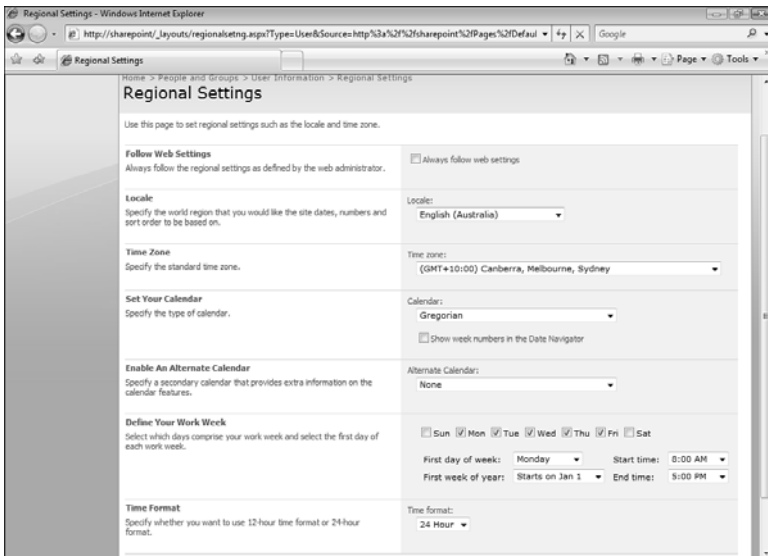 Regional Settings - Windows Internet Explorer
http://sharepoint/_layouts/regionalsetng.aspx?Type=User&Source=http%3a%2f%2fsharepoint%2fPages%2fDefaul
Google
Regional Settings
Page
Tools
Home > People and Groups > User Information > Regional Settings
Regional Settings
Use this page to set regional settings such as the locale and time zone.
Follow Web Settings
Always follow the regional settings as defined by the web administrator.
Always follow web settings
Locale
Specify the world region that you would like the site dates, numbers and
sort order to be based on.
Locale:
English (Australia)
Time Zone
Specify the standard time zone.
Time zone:
(GMT+10:00) Canberra, Melbourne, Sydney
Set Your Calendar
Specify the type of calendar.
Calendar:
Gregorian
Show week numbers in the Date Navigator
Enable An Alternate Calendar
Specify a secondary calendar that provides extra information on the
calendar features.
Alternate Calendar:
None
Define Your Work Week
Select which days comprise your work week and select the first day of
each work week.
Sun Mon Tue Wed Thu Fri Sat
First day of week: Monday Start time: 8:00 AM
First week of year: Starts on Jan 1 End time: 5:00 PM
Time Format
Specify whether you want to use 12-hour time format or 24-hour
format.
Time format:
24 Hour